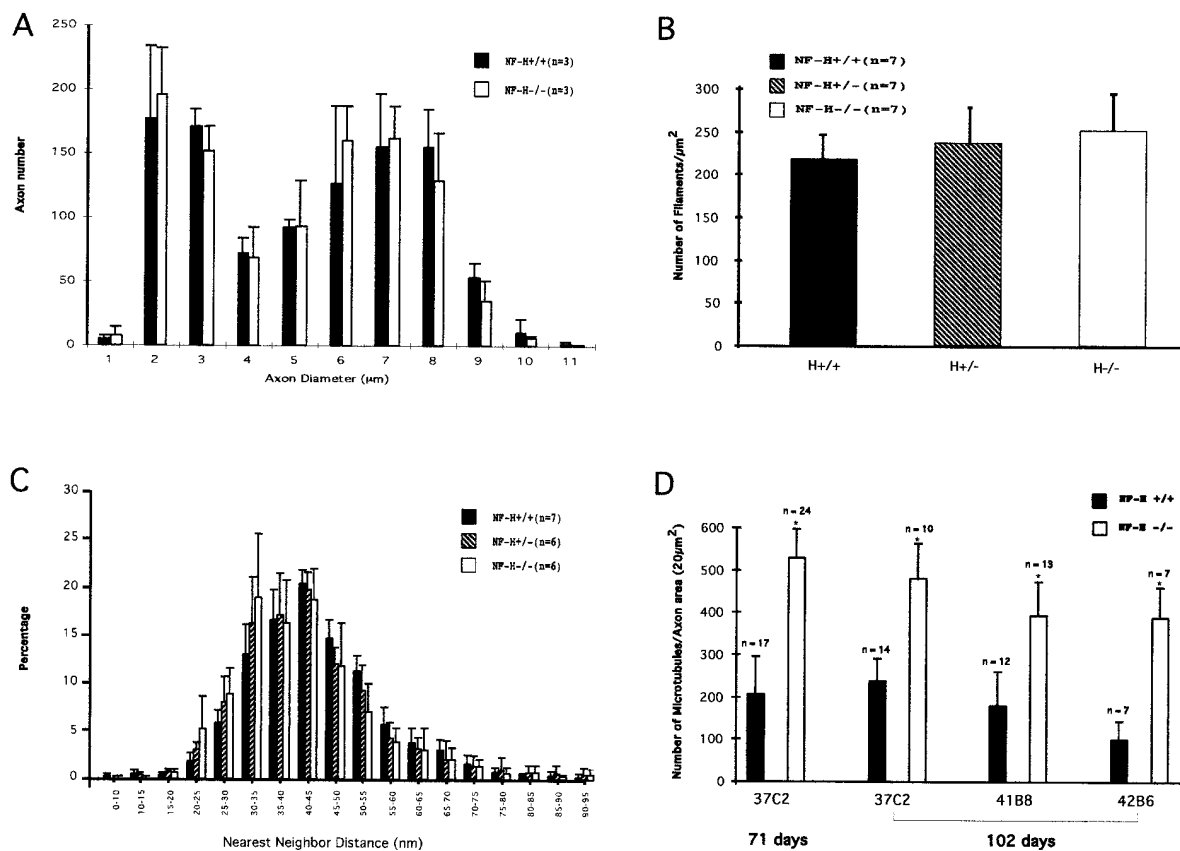 A
Axon number
250
200
150
100
50
0
NF-H+/+(n=3)
NF-H-/-(n=3)
1 2 3 4 5 6 7 8 9 10 11
Axon Diameter (µm)
B
Number of Filaments/µm²
300
250
200
150
100
50
0
NF-H+/+(n=7)
NF-H+/-(n=7)
NF-H-/-(n=7)
H+/+ H+/- H-/-
C
Percentage
30
25
20
15
10
5
0
NF-H+/+(n=7)
NF-H+/-(n=6)
NF-H-/-(n=6)
0-10 10-15 15-20 20-25 25-30 30-35 35-40 40-45 45-50 50-55 55-60 60-65 65-70 70-75 75-80 80-85 85-90 90-95
Nearest Neighbor Distance (nm)
D
Number of Microtubules/Axon area (20µm²)
600
500
400
300
200
100
0
NF-H +/+
NF-H -/-
n=17
n=24
*
n=14
n=10
*
n=12
n=13
*
n=7
n=7
*
37C2 37C2 41B8 42B6
71 days 102 days